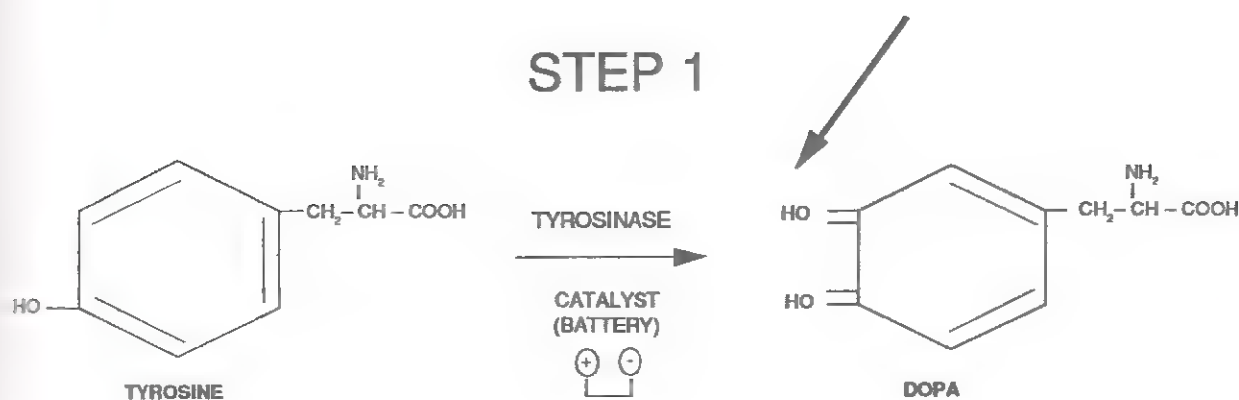 STEP 1
NH₂
CH₂-CH-COOH
HO
TYROSINE
TYROSINASE
CATALYST
(BATTERY)
+ -
NH₂
CH₂-CH-COOH
HO
HO
DOPA